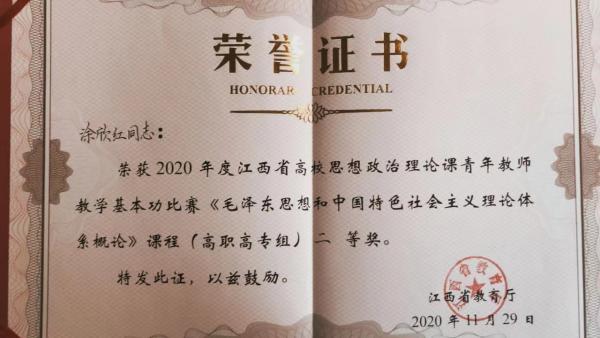 荣誉证书
HONORAR CREDENTIAL
涂欣红同志：
荣获2020年度江西省高校思想政治理论课青年教师
教学基本功比赛《毛泽东思想和中国特色社会主义理论体
系概论》课程（高职高专组）二 等奖。
特发此证，以兹鼓励。
江西省教育厅
2020年11月29日